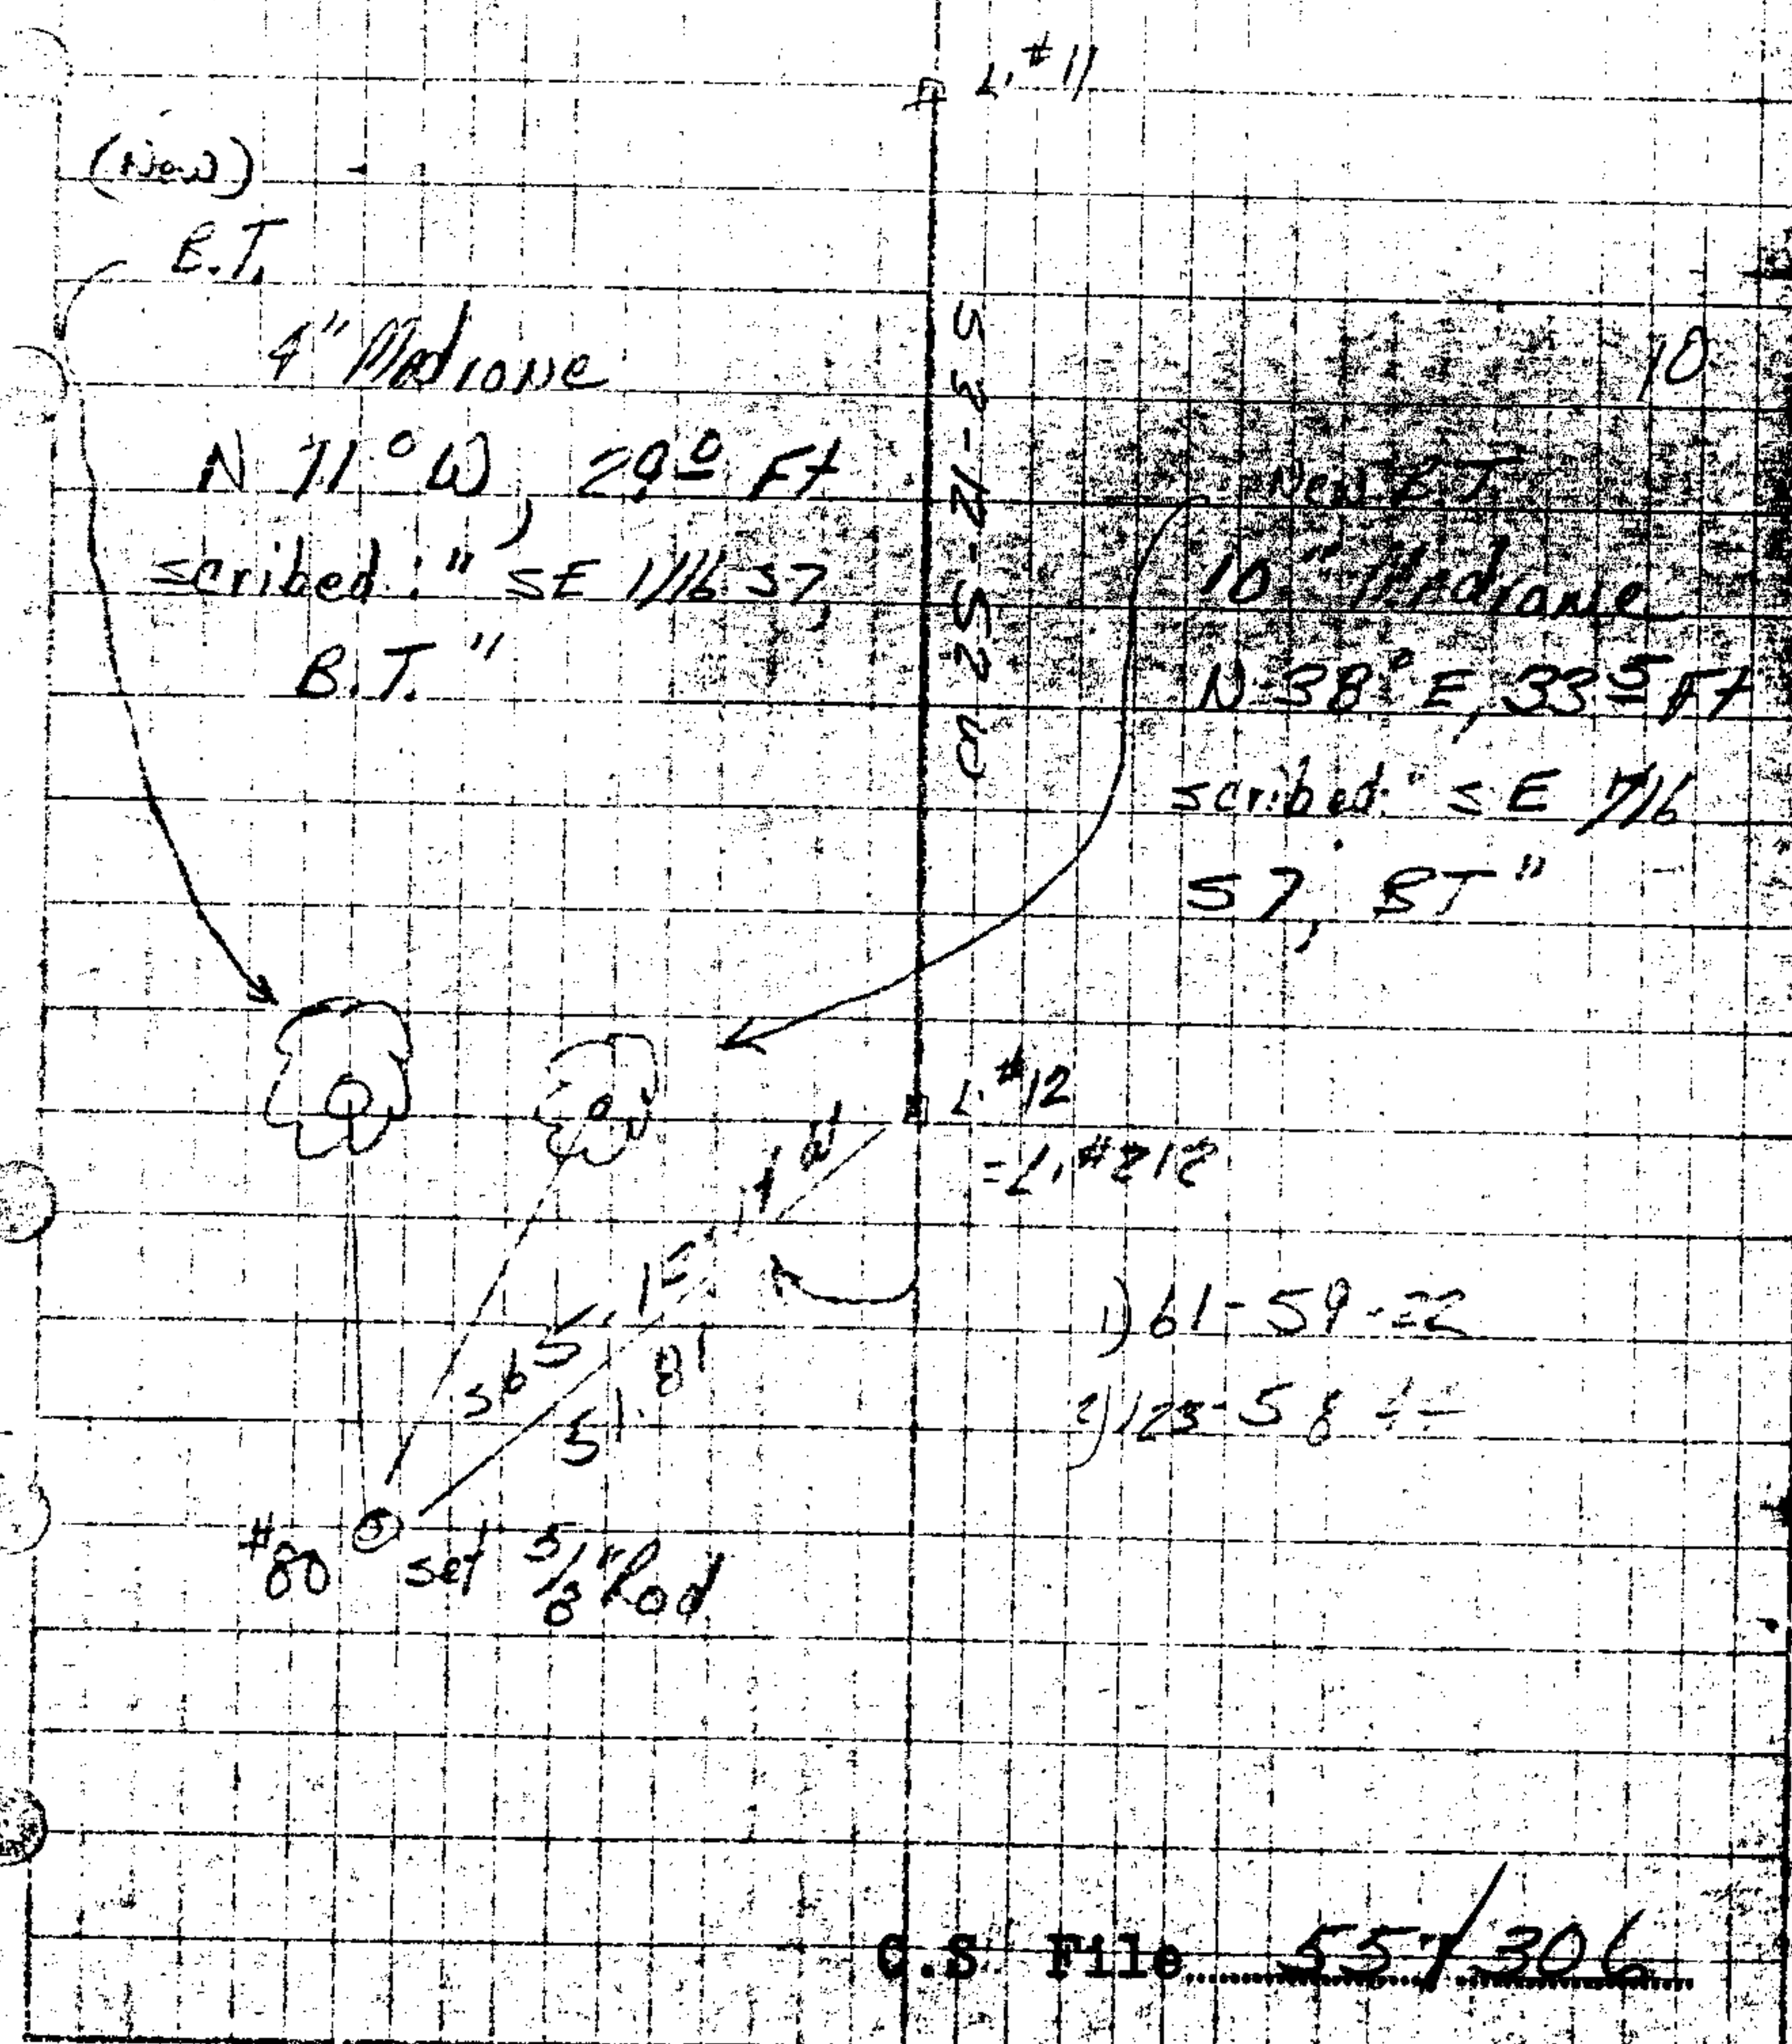 L. #11
(New)
B.T.
4" Madrone
N 71° W, 29.0 Ft
scribed: " SE 1/16 S7,
B.T. "
10
New B.T.
10" Madrone
N 38° E, 33 5 Ft
scribed: " SE 1/16
S7, BT "
L. #12
= L. #212
1) 61-59-22
2) 123-58-44
#80
set 5/8" Rod
C.S. File 557/306